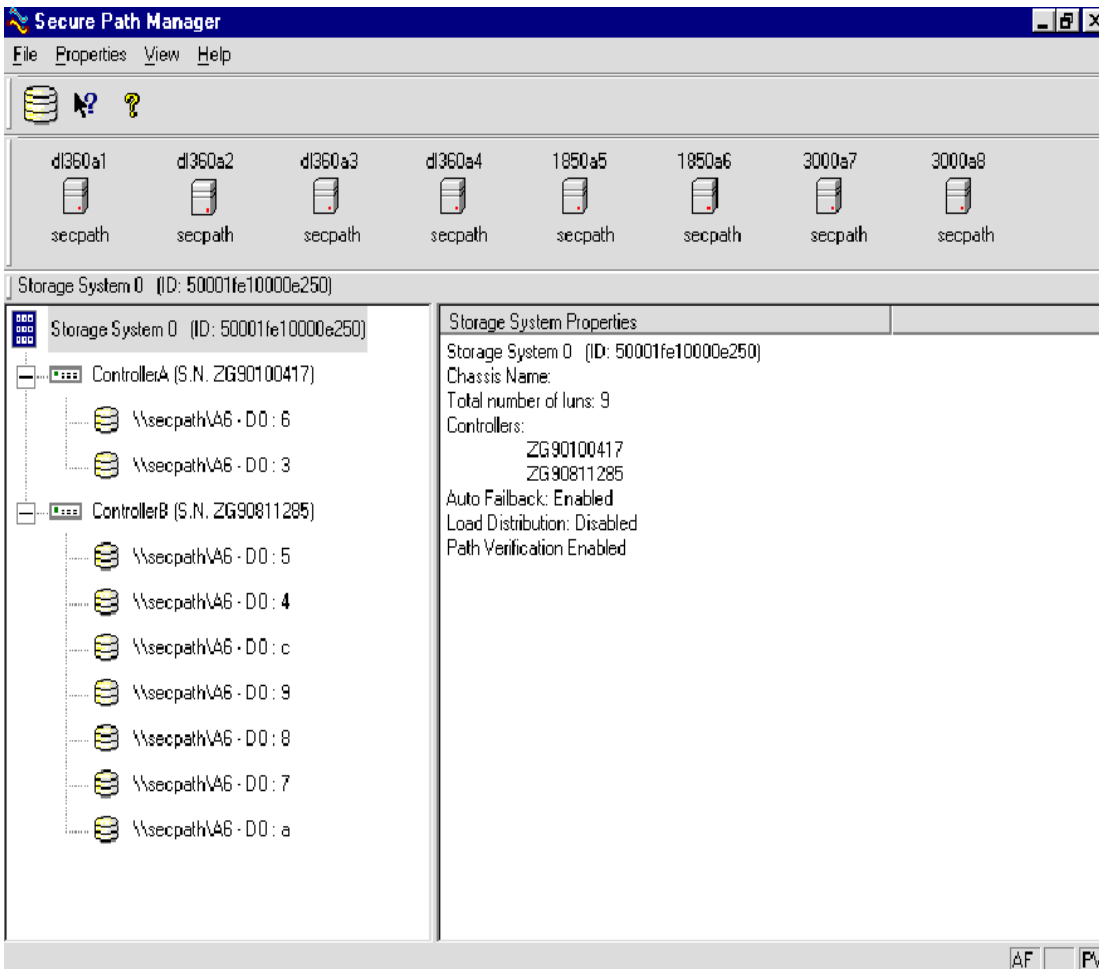 Secure Path Manager
File Properties View Help
dl360a1 dl360a2 dl360a3 dl360a4 1850a5 1850a6 3000a7 3000a8
secpath secpath secpath secpath secpath secpath secpath secpath
Storage System 0 (ID: 50001fe10000e250)
Storage System 0 (ID: 50001fe10000e250)
ControllerA (S.N. ZG90100417)
\\secpath\A6 - D0 : 6
\\secpath\A6 - D0 : 3
ControllerB (S.N. ZG90811285)
\\secpath\A6 - D0 : 5
\\secpath\A6 - D0 : 4
\\secpath\A6 - D0 : c
\\secpath\A6 - D0 : 9
\\secpath\A6 - D0 : 8
\\secpath\A6 - D0 : 7
\\secpath\A6 - D0 : a
Storage System Properties
Storage System 0 (ID: 50001fe10000e250)
Chassis Name:
Total number of luns: 9
Controllers:
ZG90100417
ZG90811285
Auto Failback: Enabled
Load Distribution: Disabled
Path Verification Enabled
AF